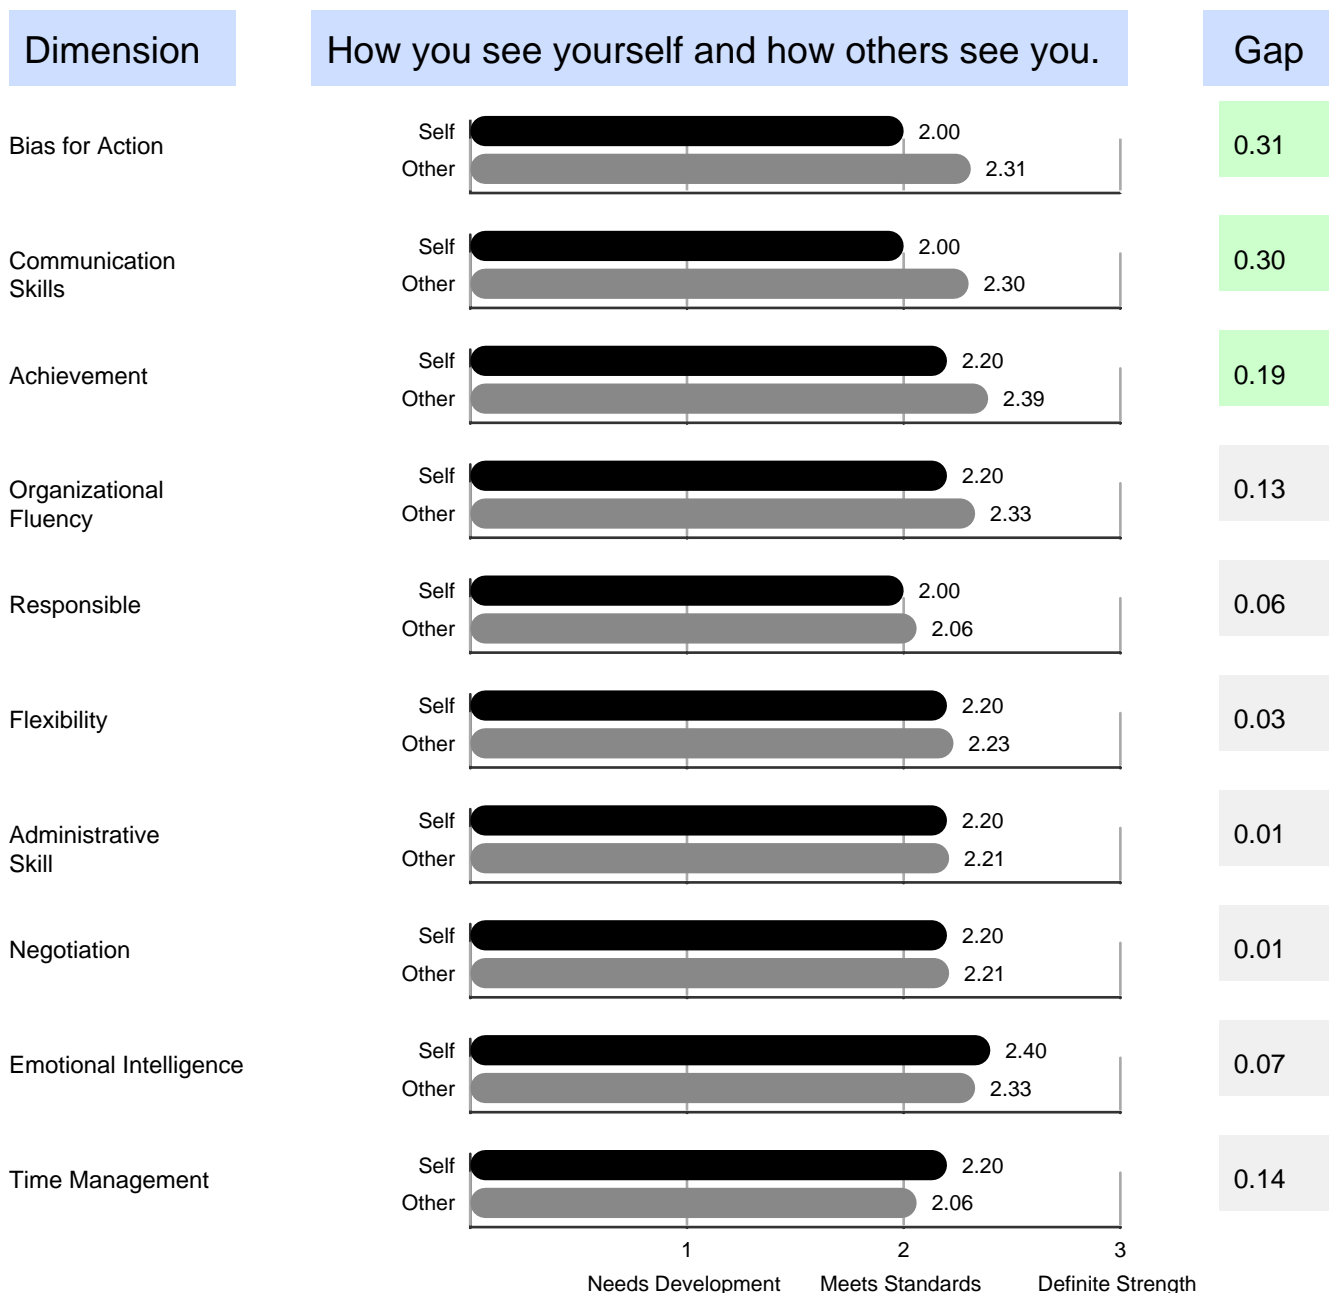 Dimension How you see yourself and how others see you. Gap
Bias for Action
Self 2.00
Other 2.31
0.31
Communication
Skills
Self 2.00
Other 2.30
0.30
Achievement
Self 2.20
Other 2.39
0.19
Organizational
Fluency
Self 2.20
Other 2.33
0.13
Responsible
Self 2.00
Other 2.06
0.06
Flexibility
Self 2.20
Other 2.23
0.03
Administrative
Skill
Self 2.20
Other 2.21
0.01
Negotiation
Self 2.20
Other 2.21
0.01
Emotional Intelligence
Self 2.40
Other 2.33
0.07
Time Management
Self 2.20
Other 2.06
0.14
1 2 3
Needs Development Meets Standards Definite Strength